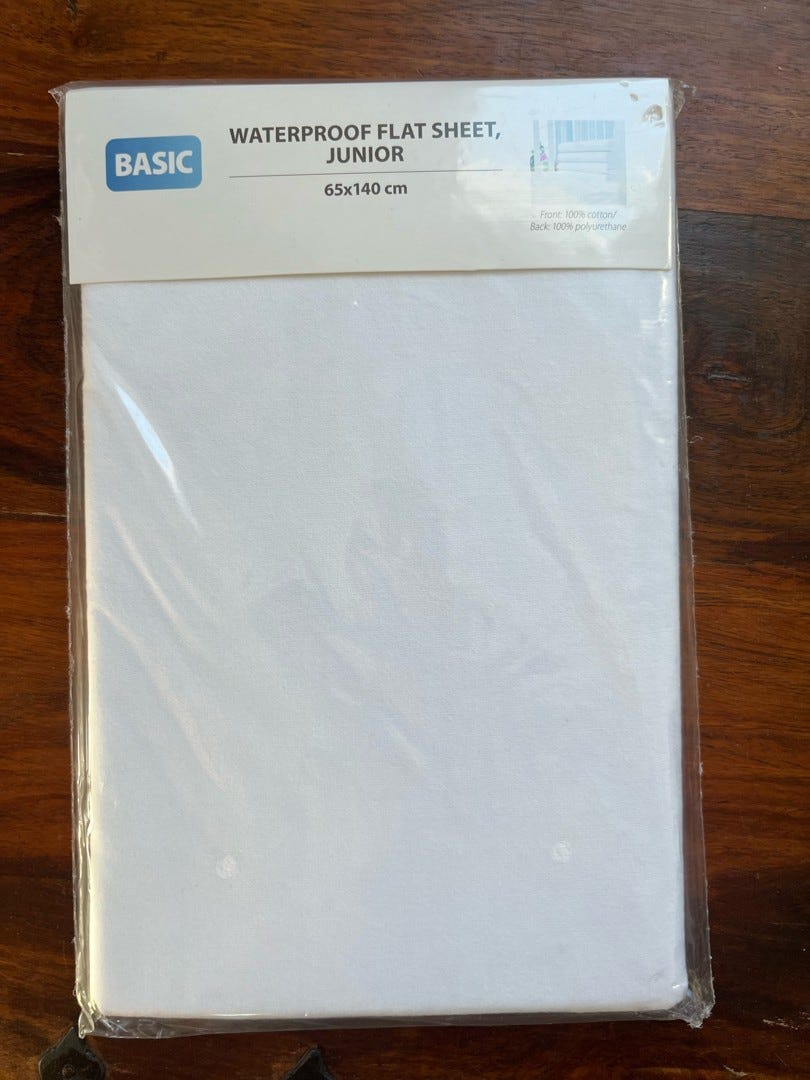 BASIC
WATERPROOF FLAT SHEET,
JUNIOR
65x140 cm
Front: 100% cotton/
Back: 100% polyurethane